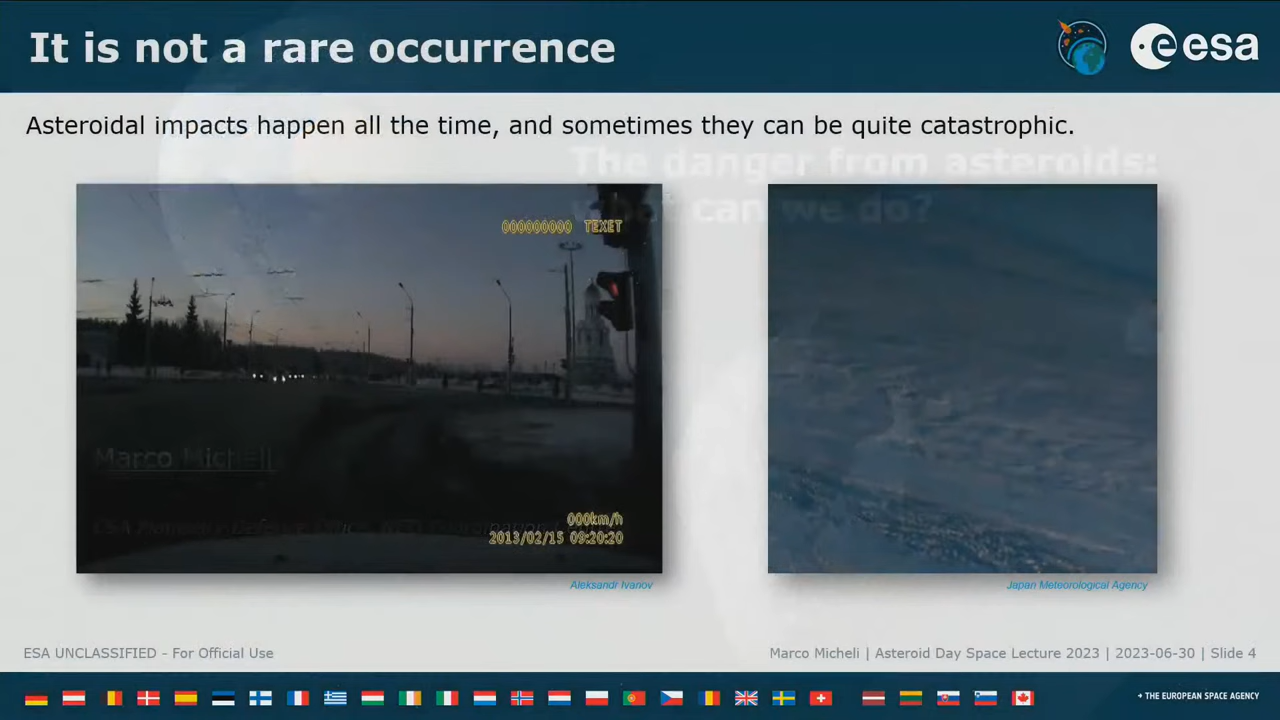 It is not a rare occurrence
esa
Asteroidal impacts happen all the time, and sometimes they can be quite catastrophic.
The danger from asteroids:
what can we do?
000000000 TEXET
Marco Micheli
000km/h
2013/02/15 09:20:20
Aleksandr Ivanov
Japan Meteorological Agency
ESA UNCLASSIFIED - For Official Use
Marco Micheli | Asteroid Day Space Lecture 2023 | 2023-06-30 | Slide 4
→ THE EUROPEAN SPACE AGENCY